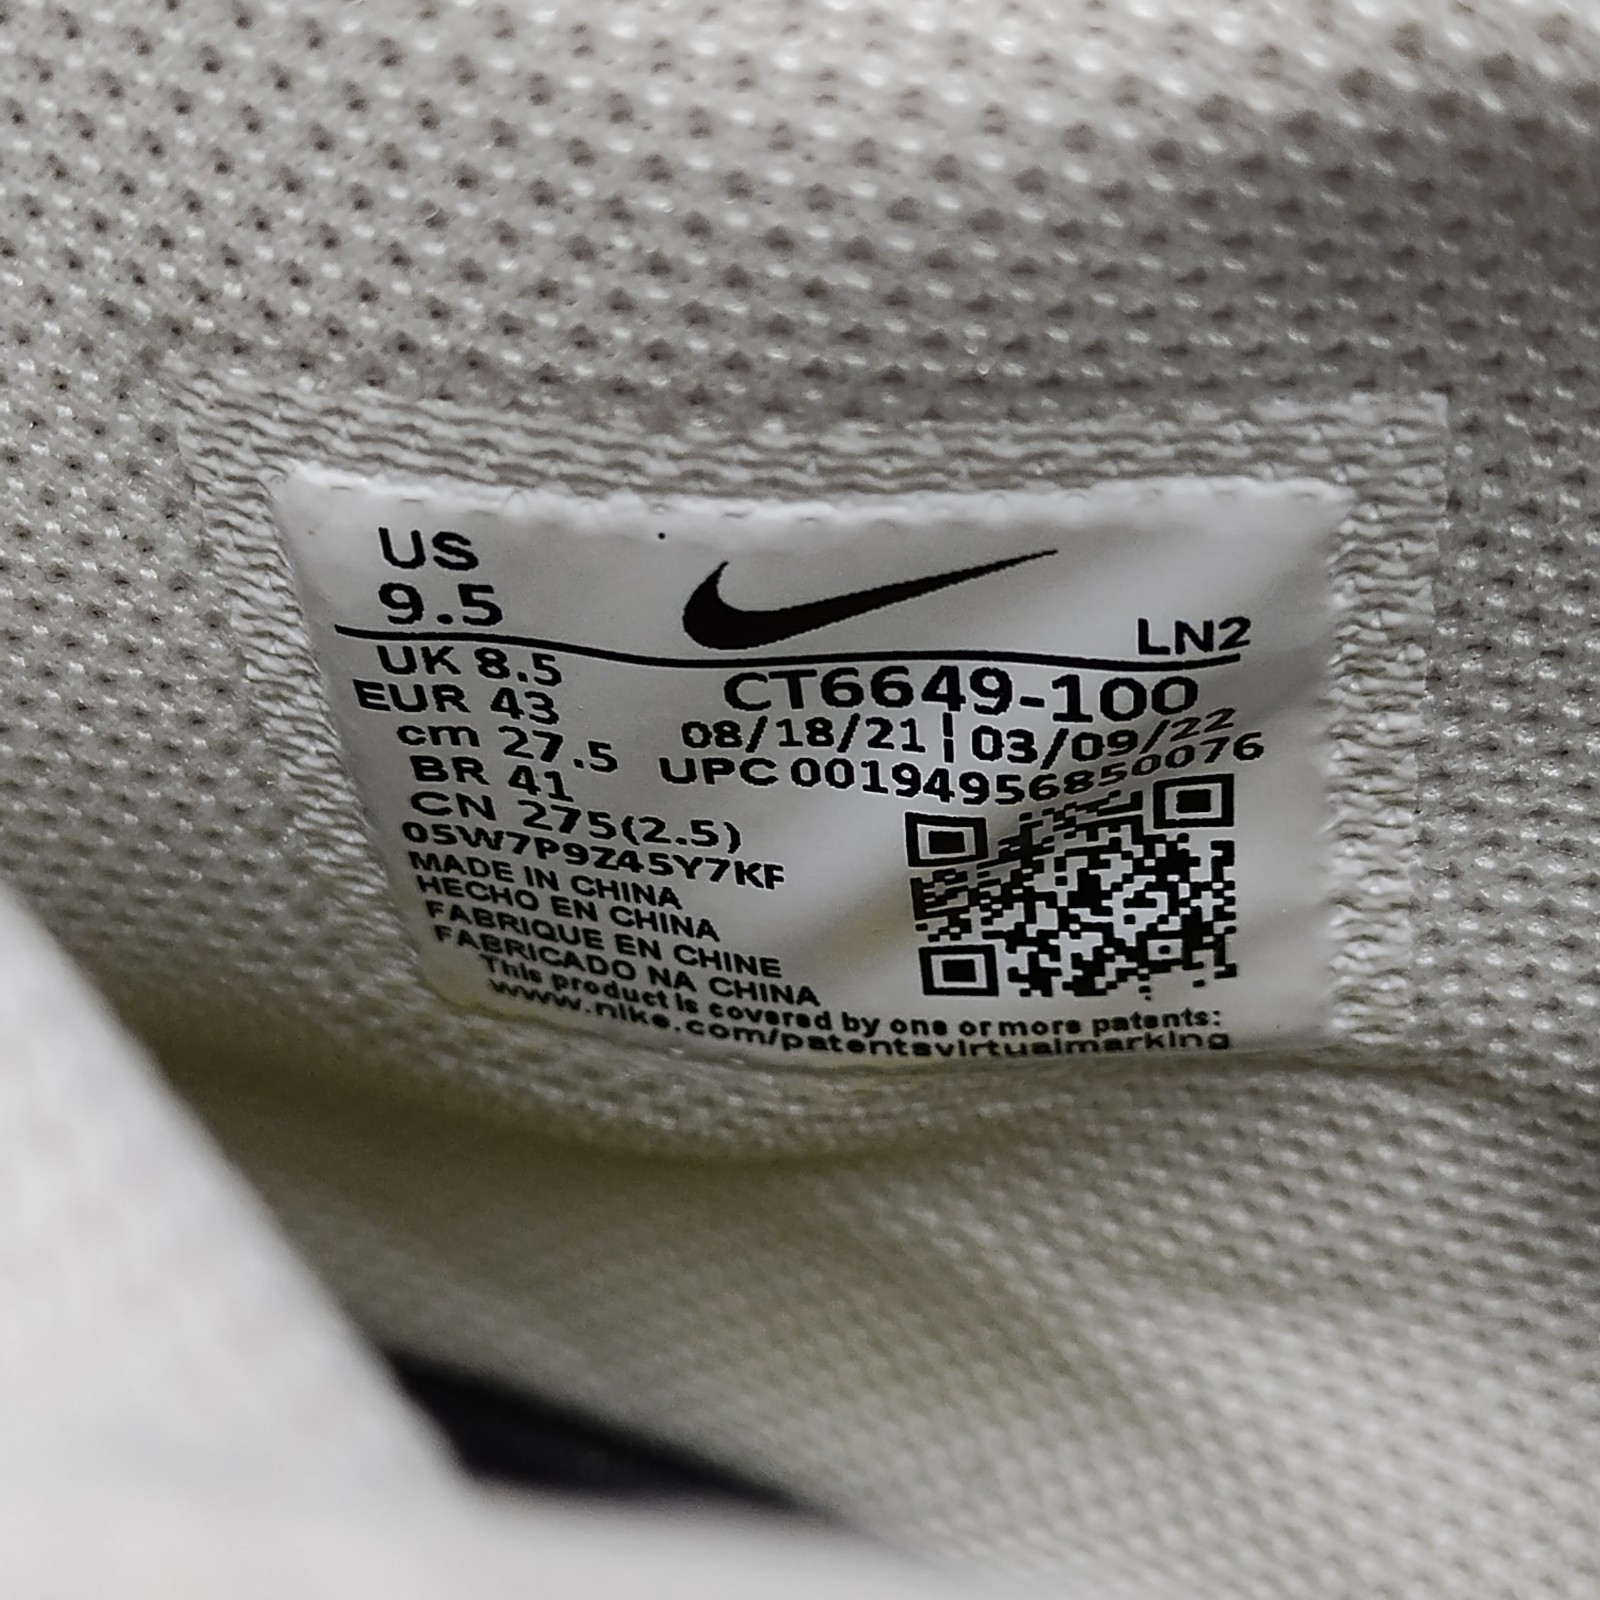 US
9.5
LN2
UK 8.5
EUR 43
cm 27.5
BR 41
CN 275(2.5)
CT6649-100
08/18/21 | 03/09/22
UPC 00194956850076
05W7P9Z45Y7KF
MADE IN CHINA
HECHO EN CHINA
FABRIQUE EN CHINE
FABRICADO NA CHINA
This product is covered by one or more patents:
www.nike.com/patentsvirtualmarking